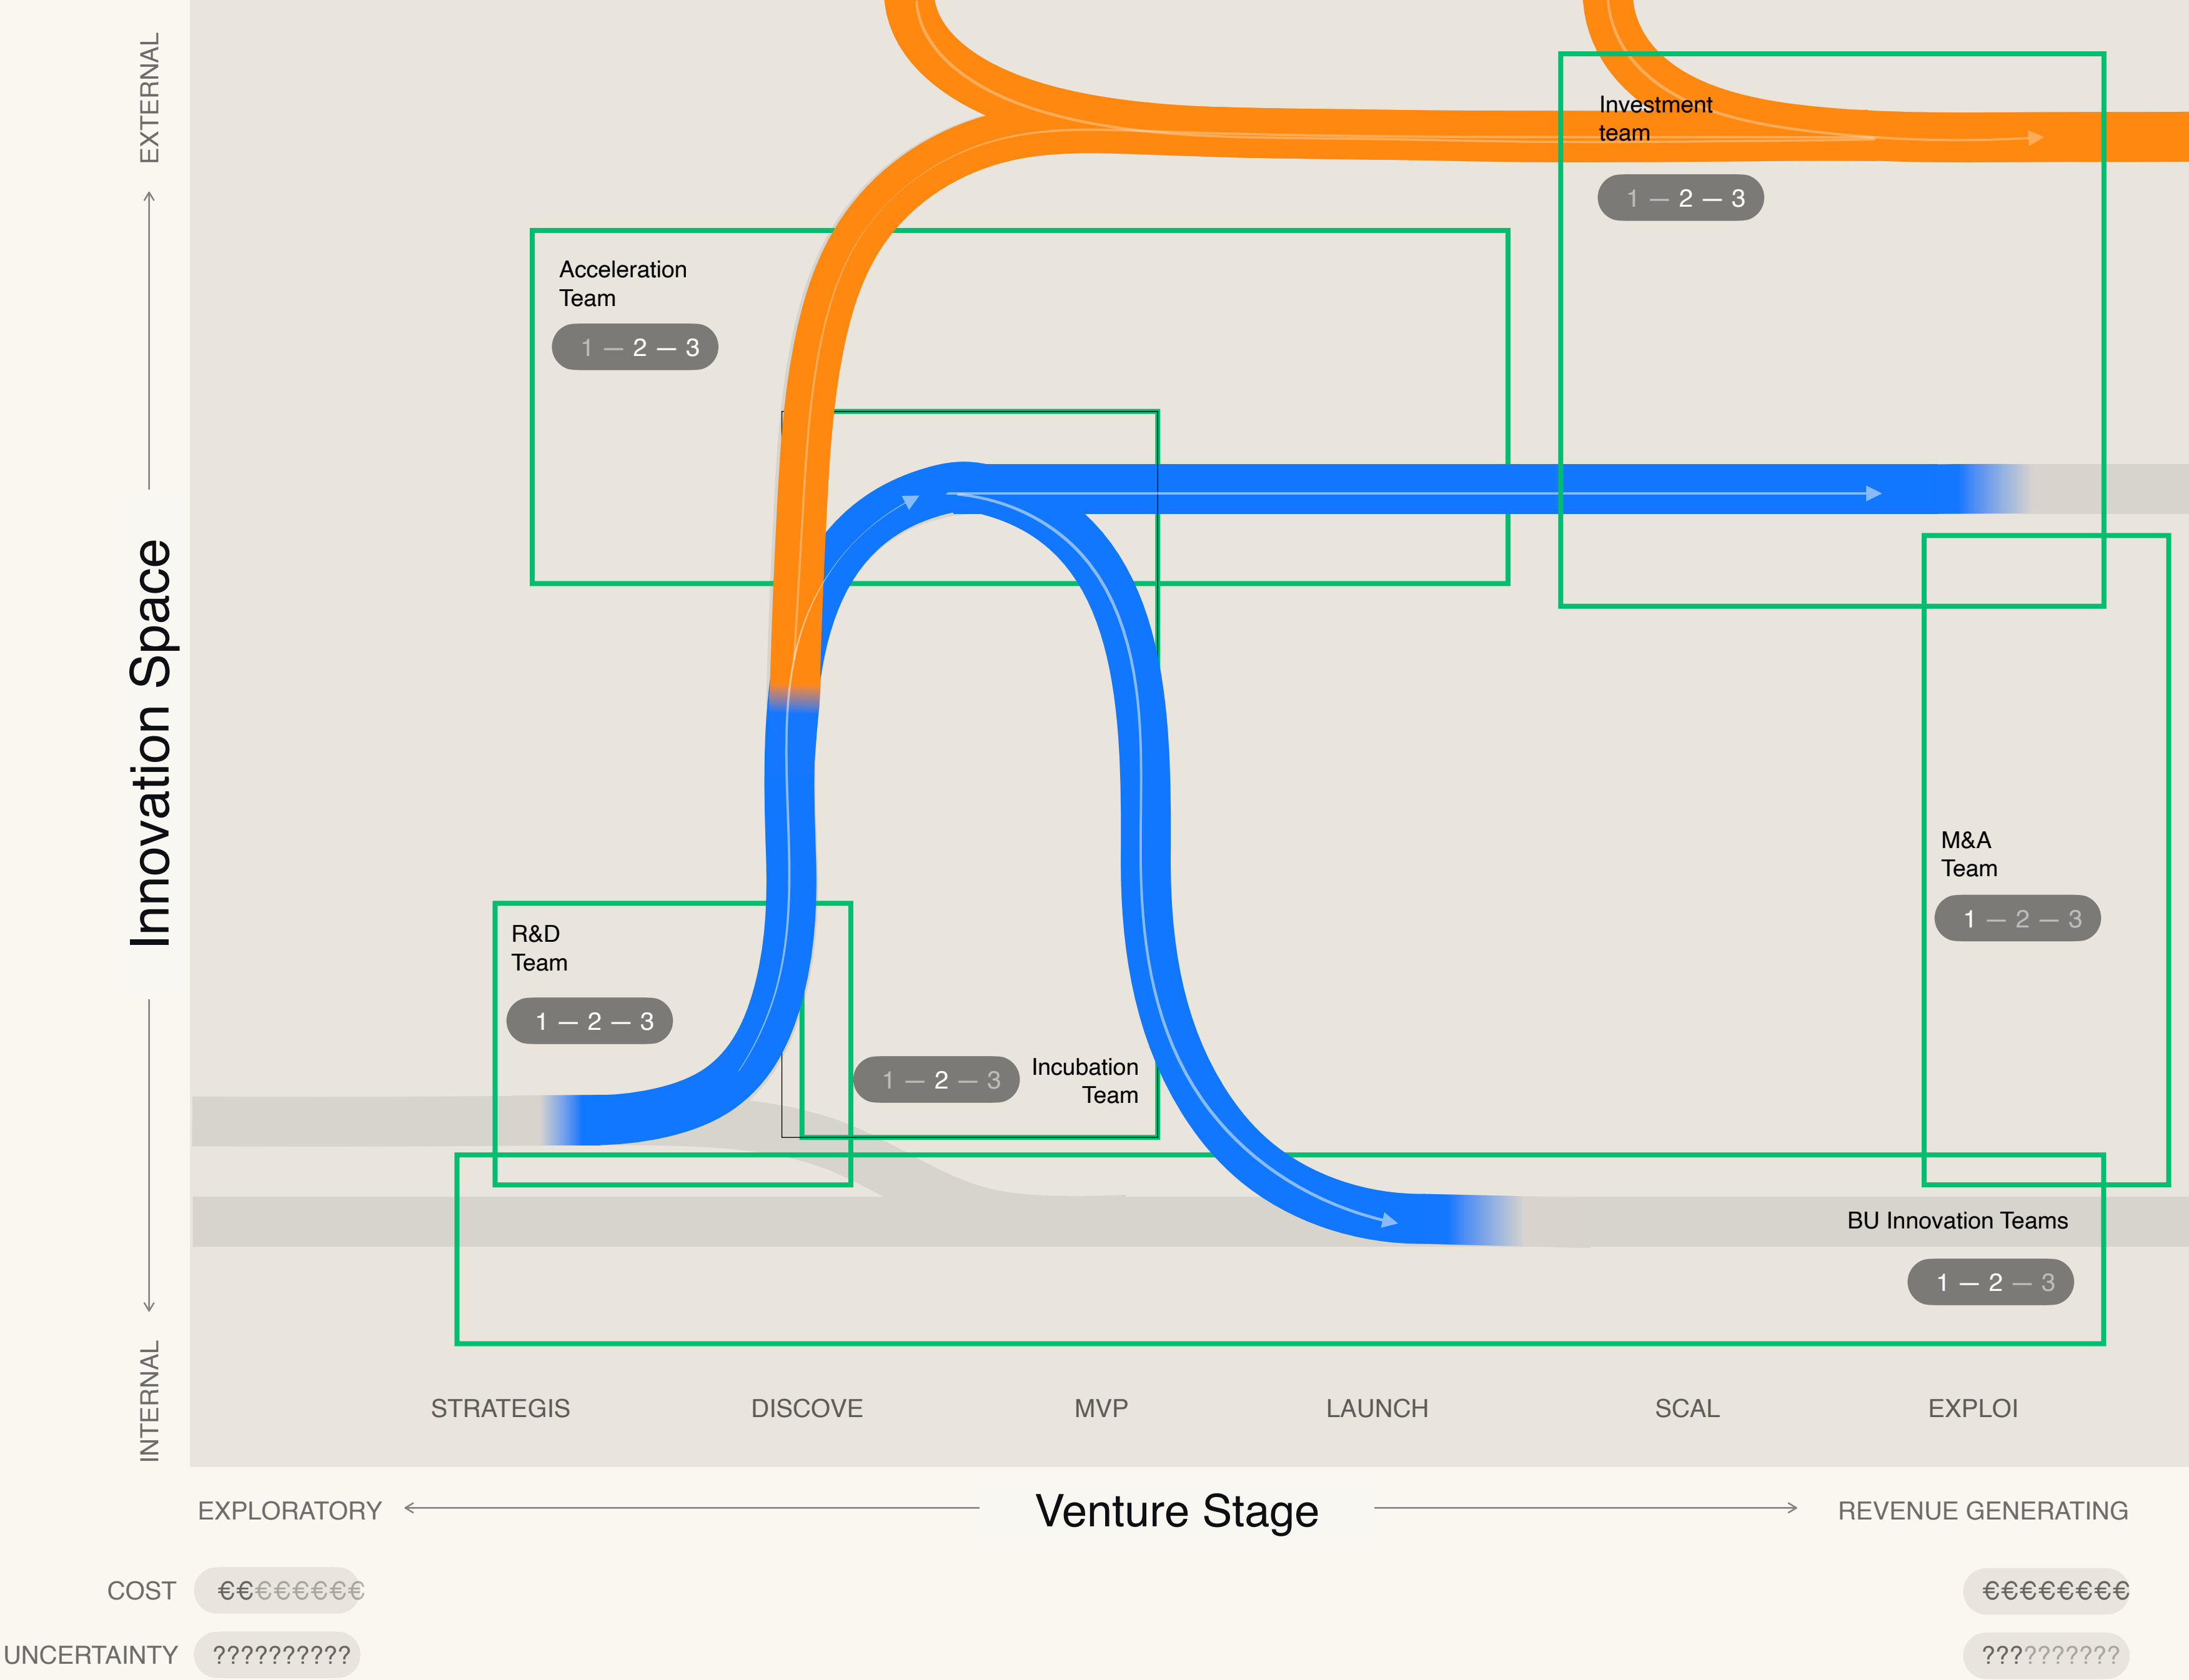 EXTERNAL
Innovation Space
INTERNAL
Investment
team
1 — 2 — 3
Acceleration
Team
1 — 2 — 3
M&A
Team
1 — 2 — 3
R&D
Team
1 — 2 — 3
1 — 2 — 3
Incubation
Team
BU Innovation Teams
1 — 2 — 3
STRATEGIS
DISCOVE
MVP
LAUNCH
SCAL
EXPLOI
EXPLORATORY
Venture Stage
REVENUE GENERATING
COST
€€€€€€€€
€€€€€€€€
UNCERTAINTY
??????????
??????????